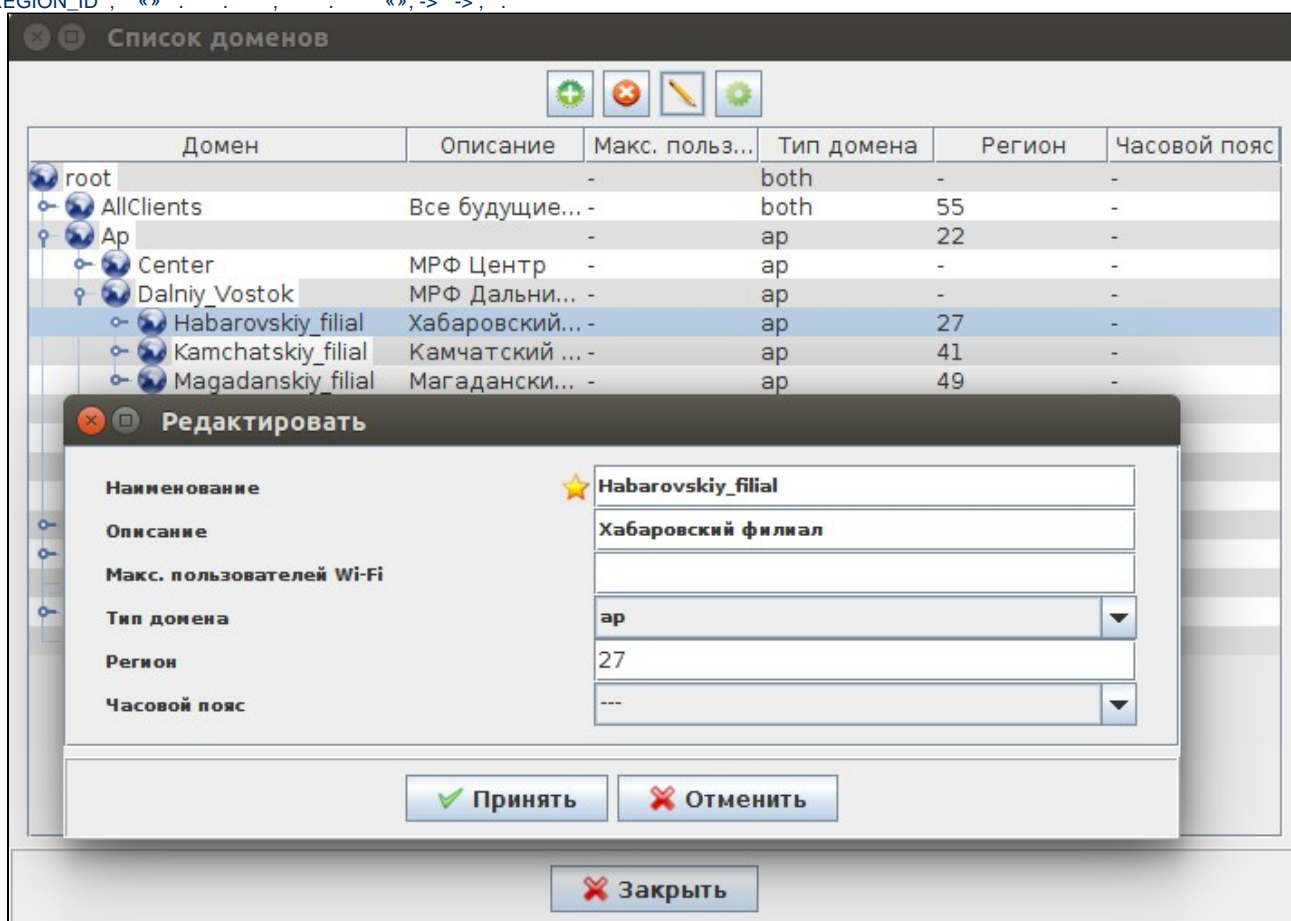 Список доменов
Домен Описание Макс. польз... Тип домена Регион Часовой пояс
root - both - -
AllClients Все будущие... - both 55 -
Ap - ap 22 -
Center МРФ Центр - ap - -
Dalniy_Vostok МРФ Дальни... - ap - -
Habarovskiy_filial Хабаровский... - ap 27 -
Kamchatskiy_filial Камчатский ... - ap 41 -
Magadanskiy_filial Магадански... - ap 49 -
Редактировать
Наименование Habarovskiy_filial
Описание Хабаровский филиал
Макс. пользователей Wi-Fi
Тип домена ap
Регион 27
Часовой пояс ---
Принять Отменить
Закрыть